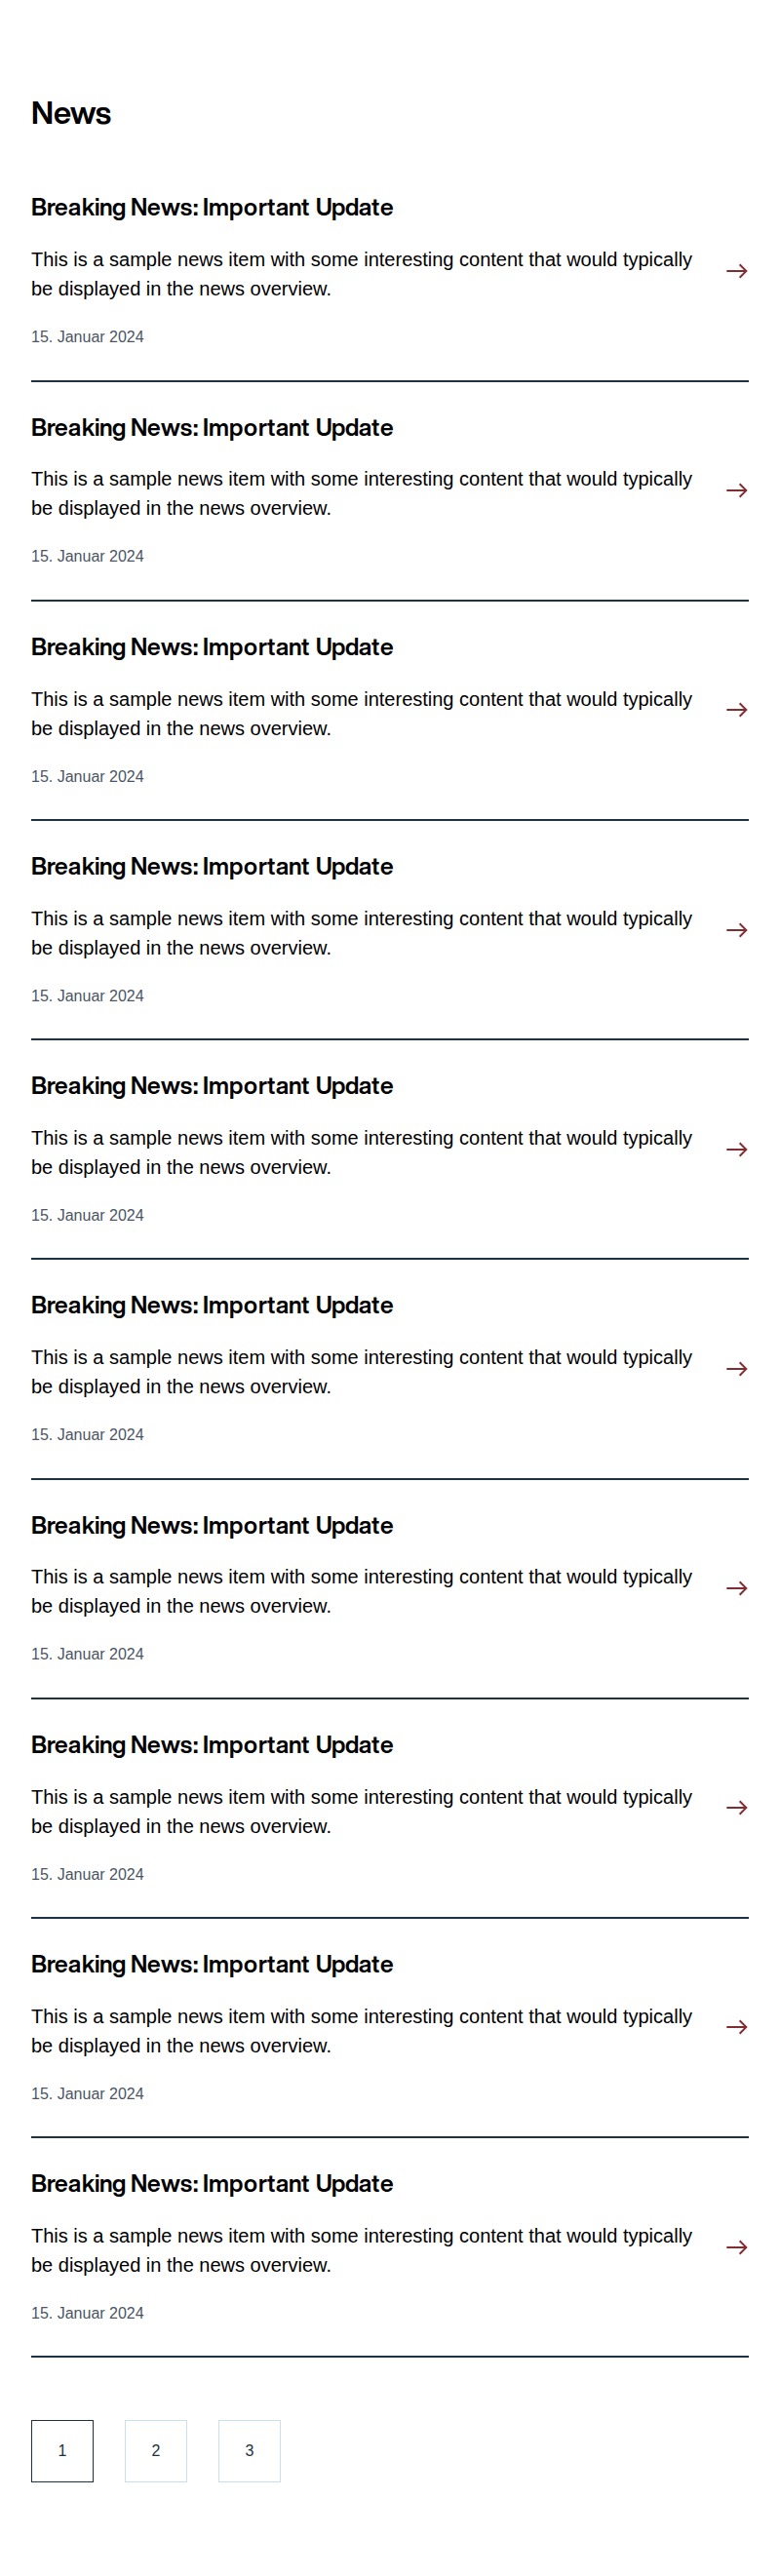 News
Breaking News: Important Update
This is a sample news item with some interesting content that would typically
be displayed in the news overview.
15. Januar 2024
Breaking News: Important Update
This is a sample news item with some interesting content that would typically
be displayed in the news overview.
15. Januar 2024
Breaking News: Important Update
This is a sample news item with some interesting content that would typically
be displayed in the news overview.
15. Januar 2024
Breaking News: Important Update
This is a sample news item with some interesting content that would typically
be displayed in the news overview.
15. Januar 2024
Breaking News: Important Update
This is a sample news item with some interesting content that would typically
be displayed in the news overview.
15. Januar 2024
Breaking News: Important Update
This is a sample news item with some interesting content that would typically
be displayed in the news overview.
15. Januar 2024
Breaking News: Important Update
This is a sample news item with some interesting content that would typically
be displayed in the news overview.
15. Januar 2024
Breaking News: Important Update
This is a sample news item with some interesting content that would typically
be displayed in the news overview.
15. Januar 2024
Breaking News: Important Update
This is a sample news item with some interesting content that would typically
be displayed in the news overview.
15. Januar 2024
Breaking News: Important Update
This is a sample news item with some interesting content that would typically
be displayed in the news overview.
15. Januar 2024
1 2 3